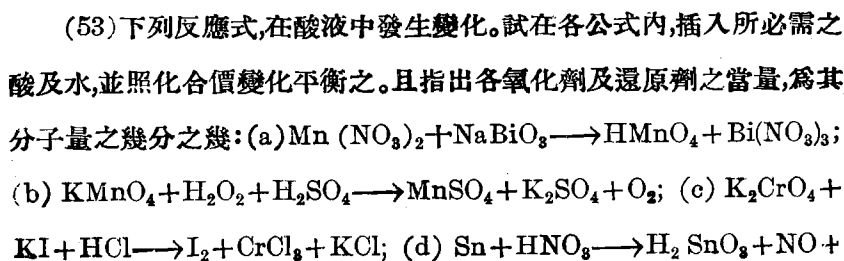 (53)下列反應式,在酸液中發生變化。試在各公式內,插入所必需之
酸及水,並照化合價變化平衡之。且指出各氧化劑及還原劑之當量,爲其
分子量之幾分之幾:(a)Mn (NO₃)₂+NaBiO₃⟶HMnO₄+Bi(NO₃)₃;
(b) KMnO₄+H₂O₂+H₂SO₄⟶MnSO₄+K₂SO₄+O₂; (c) K₂CrO₄+
KI+HCl⟶I₂+CrCl₃+KCl; (d) Sn+HNO₃⟶H₂ SnO₃+NO+